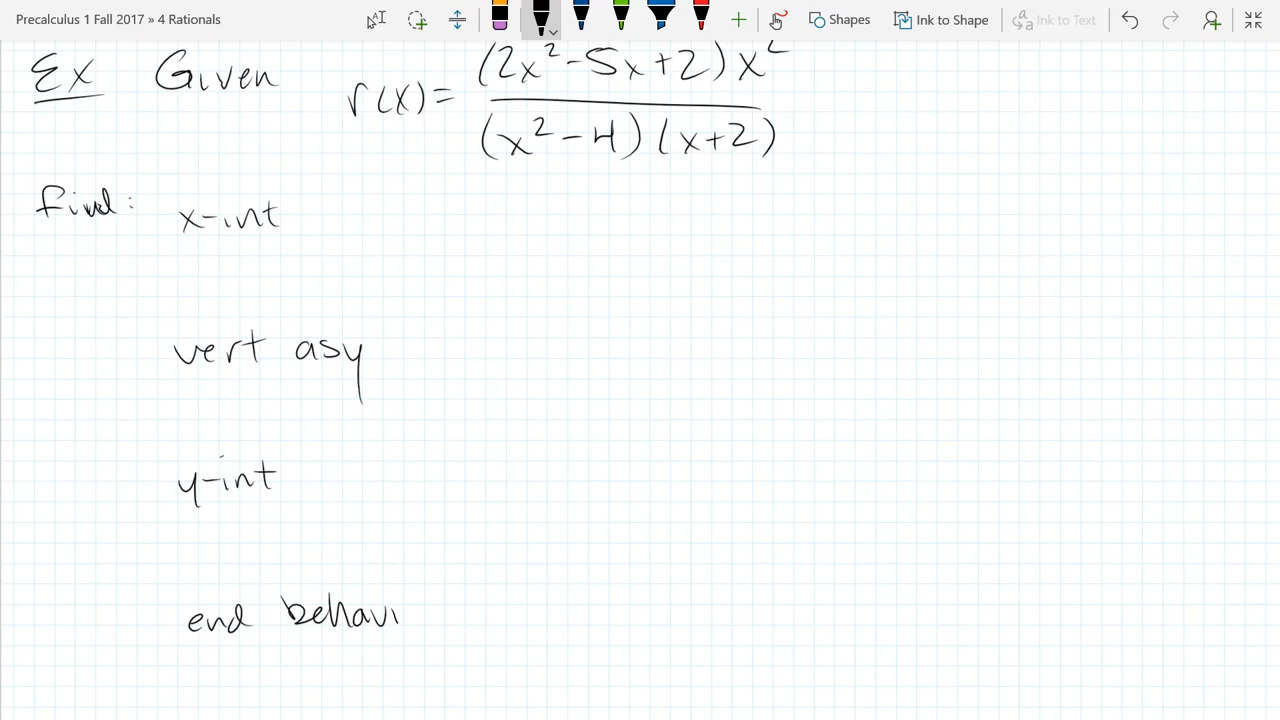 Precalculus 1 Fall 2017 » 4 Rationals
Shapes
Ink to Shape
Ink to Text
Ex Given r(x) = (2x²-5x+2)x² / (x²-4)(x+2)
Find: x-int
vert asy
y-int
end behavi